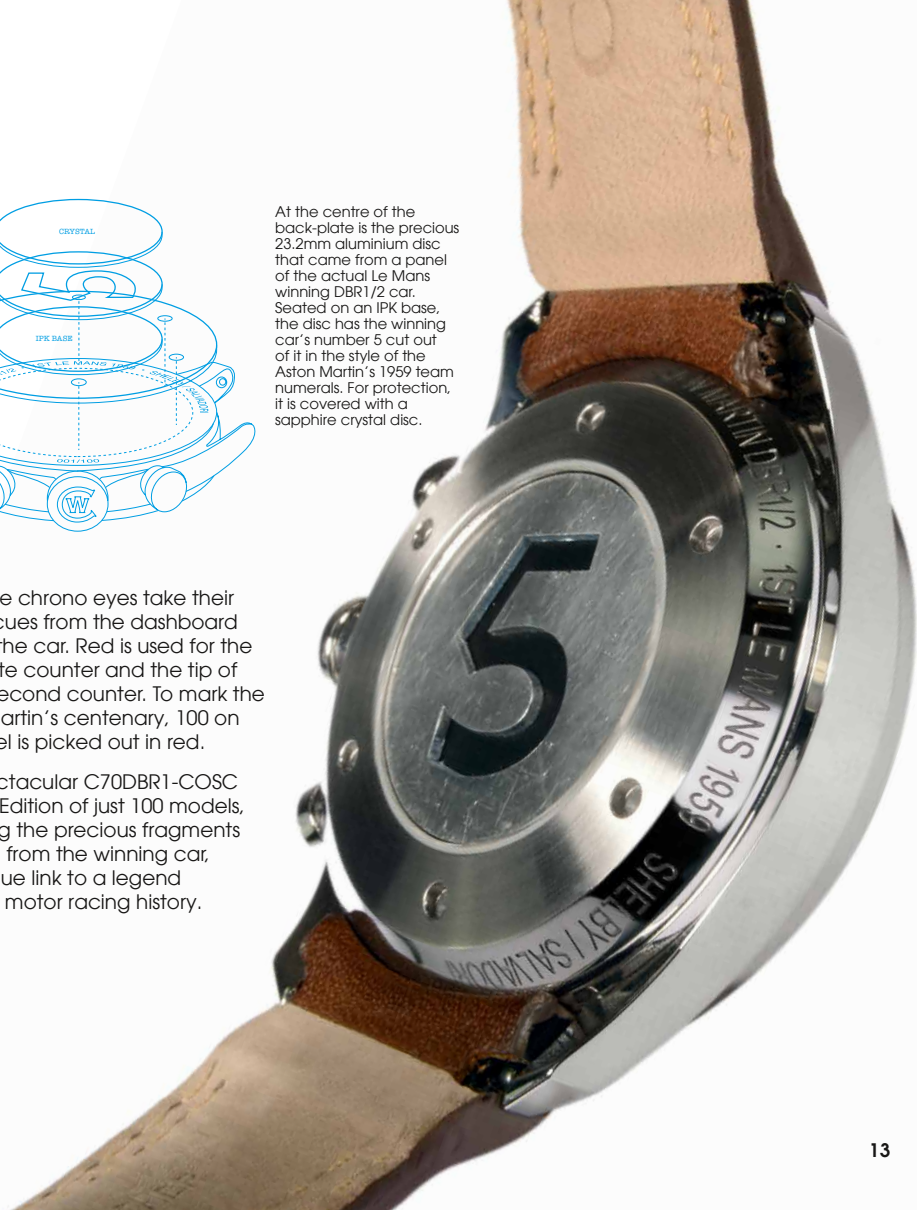 CRYSTAL
IPK BASE
1/2
ST LE MANS
SALVADORI
001/100
CW
At the centre of the
back-plate is the precious
23.2mm aluminium disc
that came from a panel
of the actual Le Mans
winning DBR1/2 car.
Seated on an IPK base,
the disc has the winning
car’s number 5 cut out
of it in the style of the
Aston Martin’s 1959 team
numerals. For protection,
it is covered with a
sapphire crystal disc.
e chrono eyes take their
cues from the dashboard
the car. Red is used for the
te counter and the tip of
econd counter. To mark the
artin’s centenary, 100 on
el is picked out in red.
ctacular C70DBR1-COSC
Edition of just 100 models,
g the precious fragments
from the winning car,
ue link to a legend
motor racing history.
5
MARTIN DBR1/2 · 1ST LE MANS 1959
SHELBY / SALVADORI
13